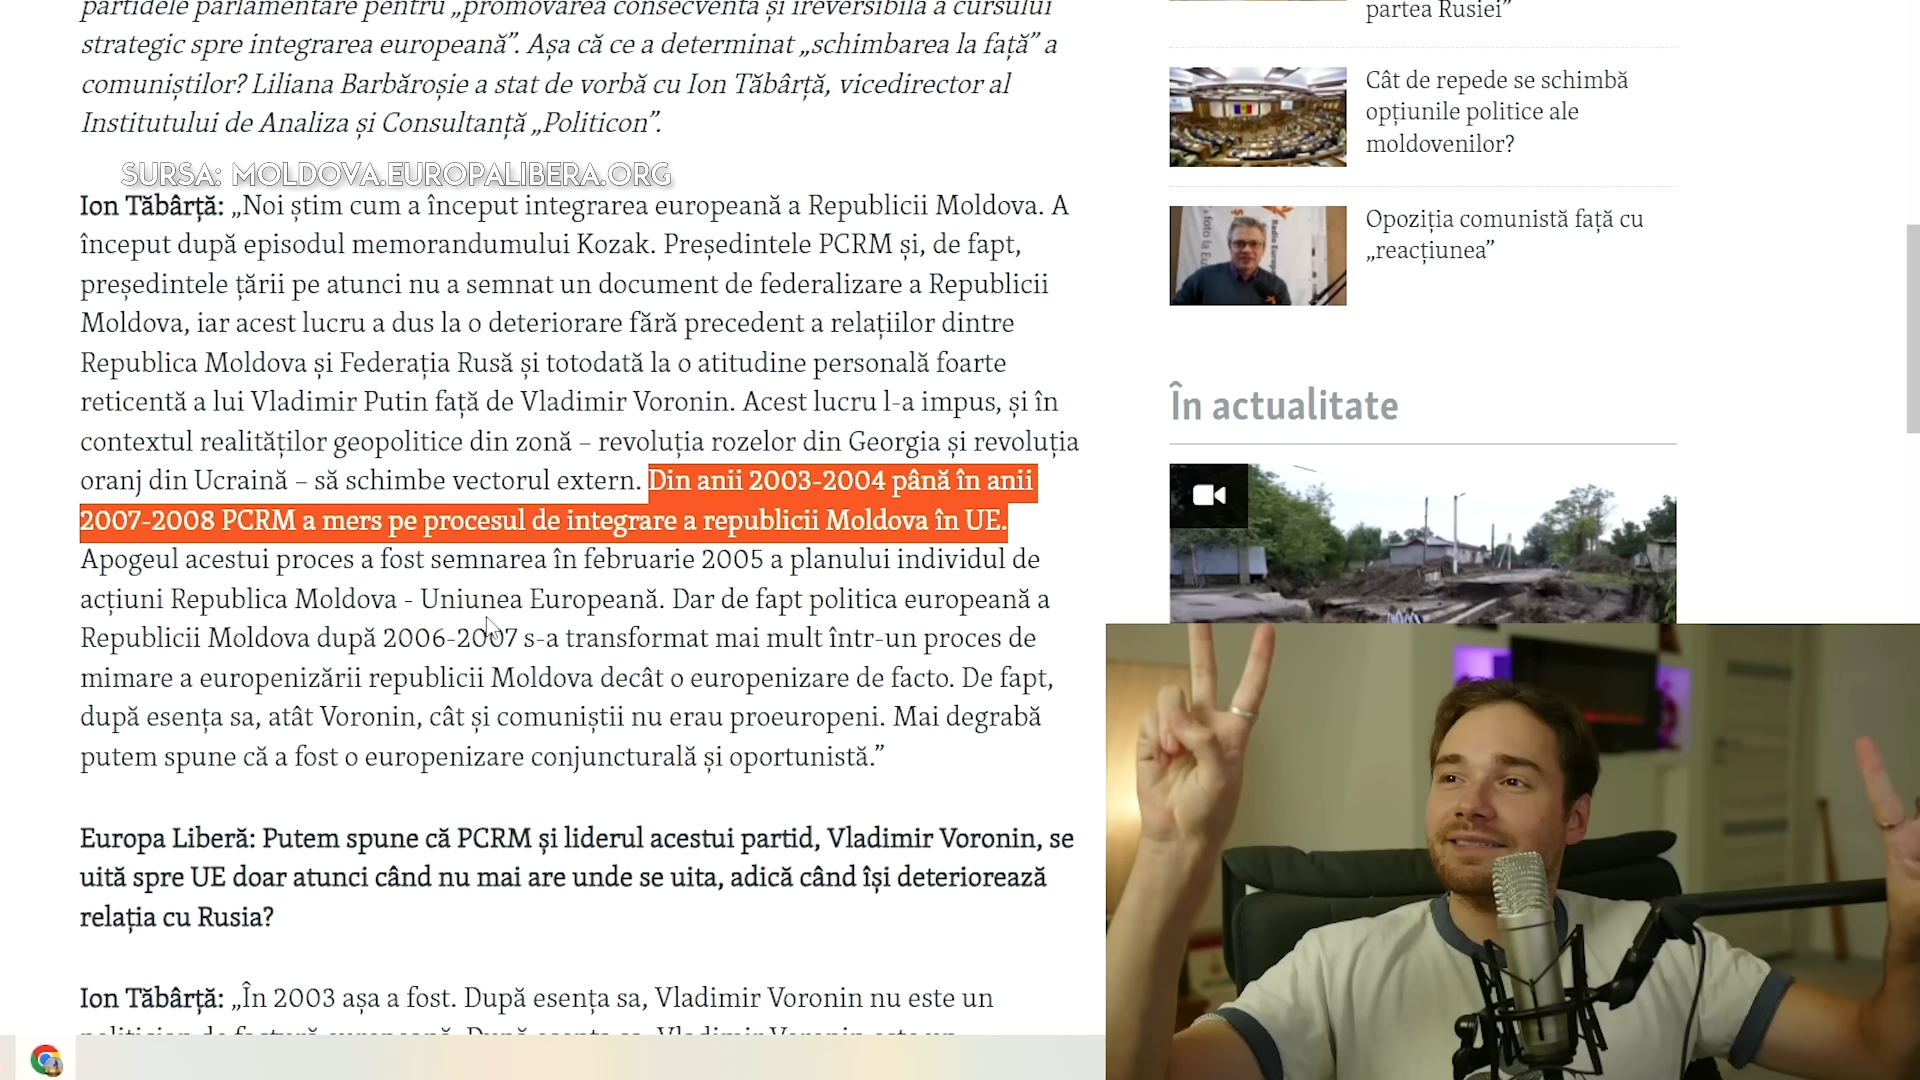 partidele parlamentare pentru „promovarea consecventă și ireversibilă a cursului
strategic spre integrarea europeană”. Așa că ce a determinat „schimbarea la față” a
comuniștilor? Liliana Barbăroșie a stat de vorbă cu Ion Tăbârță, vicedirector al
Institutului de Analiza și Consultanță „Politicon”.
SURSA: MOLDOVA.EUROPALIBERA.ORG
Ion Tăbârță: „Noi știm cum a început integrarea europeană a Republicii Moldova. A
început după episodul memorandumului Kozak. Președintele PCRM și, de fapt,
președintele țării pe atunci nu a semnat un document de federalizare a Republicii
Moldova, iar acest lucru a dus la o deteriorare fără precedent a relațiilor dintre
Republica Moldova și Federația Rusă și totodată la o atitudine personală foarte
reticentă a lui Vladimir Putin față de Vladimir Voronin. Acest lucru l-a impus, și în
contextul realităților geopolitice din zonă – revoluția rozelor din Georgia și revoluția
oranj din Ucraină – să schimbe vectorul extern. Din anii 2003-2004 până în anii
2007-2008 PCRM a mers pe procesul de integrare a republicii Moldova în UE.
Apogeul acestui proces a fost semnarea în februarie 2005 a planului individul de
acțiuni Republica Moldova - Uniunea Europeană. Dar de fapt politica europeană a
Republicii Moldova după 2006-2007 s-a transformat mai mult într-un proces de
mimare a europenizării republicii Moldova decât o europenizare de facto. De fapt,
după esența sa, atât Voronin, cât și comuniștii nu erau proeuropeni. Mai degrabă
putem spune că a fost o europenizare conjuncturală și oportunistă.”
Europa Liberă: Putem spune că PCRM și liderul acestui partid, Vladimir Voronin, se
uită spre UE doar atunci când nu mai are unde se uita, adică când își deteriorează
relația cu Rusia?
Ion Tăbârță: „În 2003 așa a fost. După esența sa, Vladimir Voronin nu este un
partea Rusiei”
Cât de repede se schimbă
opțiunile politice ale
moldovenilor?
Opoziția comunistă față cu
„reacțiunea”
În actualitate